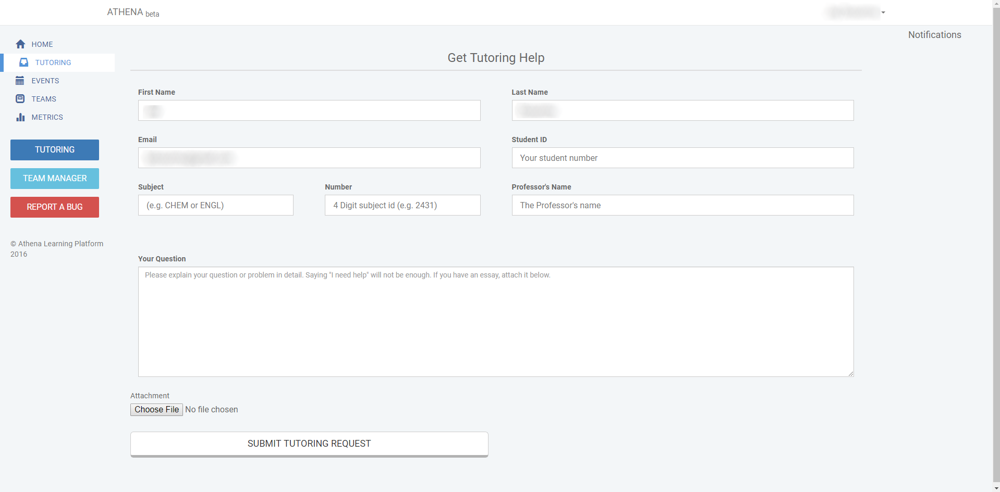 ATHENA beta
Notifications
HOME
TUTORING
EVENTS
TEAMS
METRICS
TUTORING
TEAM MANAGER
REPORT A BUG
© Athena Learning Platform
2016
Get Tutoring Help
First Name
Last Name
Email
Student ID
Your student number
Subject
Number
Professor's Name
(e.g. CHEM or ENGL)
4 Digit subject id (e.g. 2431)
The Professor's name
Your Question
Please explain your question or problem in detail. Saying "I need help" will not be enough. If you have an essay, attach it below.
Attachment
Choose File No file chosen
SUBMIT TUTORING REQUEST